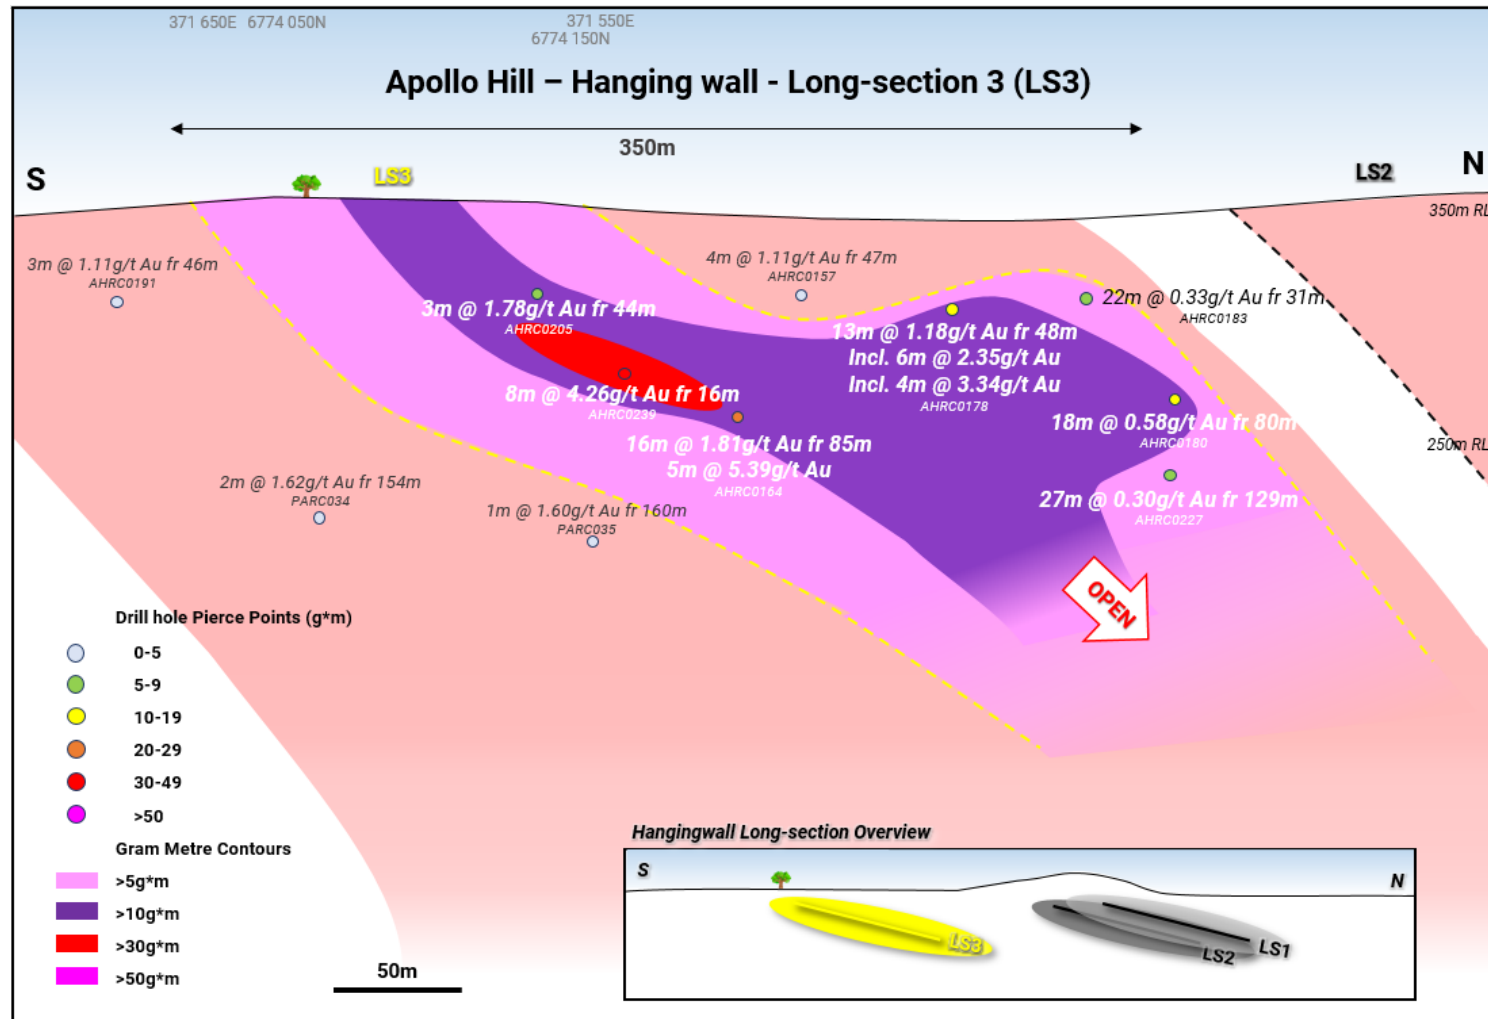 371 650E 6774 050N
371 550E
6774 150N
Apollo Hill – Hanging wall - Long-section 3 (LS3)
350m
S
LS3
LS2
N
350m RL
3m @ 1.11g/t Au fr 46m
AHRC0191
4m @ 1.11g/t Au fr 47m
AHRC0157
22m @ 0.33g/t Au fr 31m
AHRC0183
3m @ 1.78g/t Au fr 44m
AHRC0205
13m @ 1.18g/t Au fr 48m
Incl. 6m @ 2.35g/t Au
Incl. 4m @ 3.34g/t Au
AHRC0178
8m @ 4.26g/t Au fr 16m
AHRC0239
18m @ 0.58g/t Au fr 80m
AHRC0180
250m RL
16m @ 1.81g/t Au fr 85m
5m @ 5.39g/t Au
AHRC0164
2m @ 1.62g/t Au fr 154m
PARC034
27m @ 0.30g/t Au fr 129m
AHRC0227
1m @ 1.60g/t Au fr 160m
PARC035
OPEN
Drill hole Pierce Points (g*m)
0-5
5-9
10-19
20-29
30-49
>50
Gram Metre Contours
>5g*m
>10g*m
>30g*m
>50g*m
50m
Hangingwall Long-section Overview
S
N
LS3
LS2
LS1